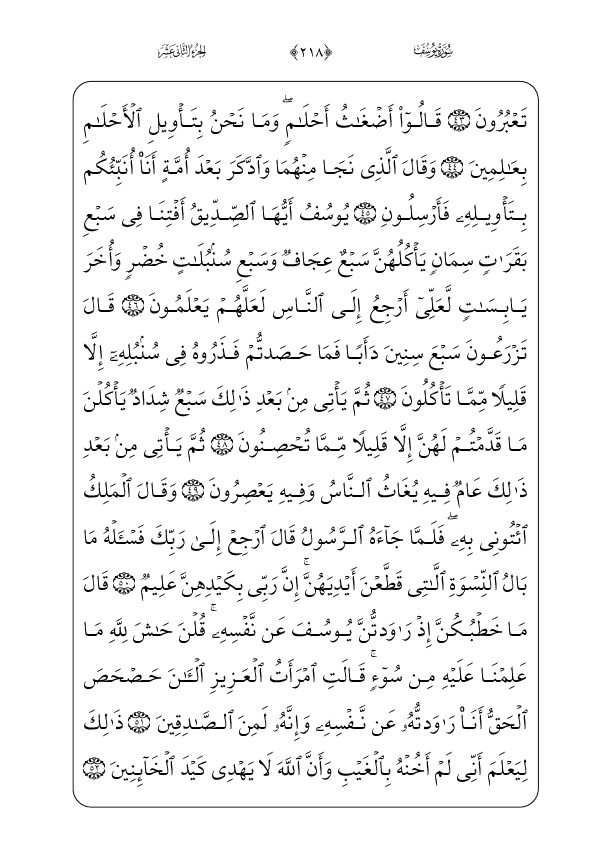 سُورَةُ يُوسُفَ ﴿٢١٨﴾ الجزء الثانى عشر
تَعۡبُرُونَ ٤٣ قَالُوٓاْ أَضۡغَٰثُ أَحۡلَٰمٖۖ وَمَا نَحۡنُ بِتَأۡوِيلِ ٱلۡأَحۡلَٰمِ
بِعَٰلِمِينَ ٤٤ وَقَالَ ٱلَّذِى نَجَا مِنۡهُمَا وَٱدَّكَرَ بَعۡدَ أُمَّةٍ أَنَا۠ أُنَبِّئُكُم
بِتَأۡوِيلِهِۦ فَأَرۡسِلُونِ ٤٥ يُوسُفُ أَيُّهَا ٱلصِّدِّيقُ أَفۡتِنَا فِى سَبۡعِ
بَقَرَٰتٖ سِمَانٖ يَأۡكُلُهُنَّ سَبۡعٌ عِجَافٞ وَسَبۡعِ سُنۢبُلَٰتٍ خُضۡرٖ وَأُخَرَ
يَابِسَٰتٖ لَّعَلِّىٓ أَرۡجِعُ إِلَى ٱلنَّاسِ لَعَلَّهُمۡ يَعۡلَمُونَ ٤٦ قَالَ
تَزۡرَعُونَ سَبۡعَ سِنِينَ دَأَبٗا فَمَا حَصَدتُّمۡ فَذَرُوهُ فِى سُنۢبُلِهِۦٓ إِلَّا
قَلِيلٗا مِّمَّا تَأۡكُلُونَ ٤٧ ثُمَّ يَأۡتِى مِنۢ بَعۡدِ ذَٰلِكَ سَبۡعٞ شِدَادٞ يَأۡكُلۡنَ
مَا قَدَّمۡتُمۡ لَهُنَّ إِلَّا قَلِيلٗا مِّمَّا تُحۡصِنُونَ ٤٨ ثُمَّ يَأۡتِى مِنۢ بَعۡدِ
ذَٰلِكَ عَامٞ فِيهِ يُغَاثُ ٱلنَّاسُ وَفِيهِ يَعۡصِرُونَ ٤٩ وَقَالَ ٱلۡمَلِكُ
ٱئۡتُونِى بِهِۦۖ فَلَمَّا جَآءَهُ ٱلرَّسُولُ قَالَ ٱرۡجِعۡ إِلَىٰ رَبِّكَ فَسۡـَٔلۡهُ مَا
بَالُ ٱلنِّسۡوَةِ ٱلَّٰتِى قَطَّعۡنَ أَيۡدِيَهُنَّۚ إِنَّ رَبِّى بِكَيۡدِهِنَّ عَلِيمٞ ٥٠ قَالَ
مَا خَطۡبُكُنَّ إِذۡ رَٰوَدتُّنَّ يُوسُفَ عَن نَّفۡسِهِۦۚ قُلۡنَ حَٰشَ لِلَّهِ مَا
عَلِمۡنَا عَلَيۡهِ مِن سُوٓءٖۚ قَالَتِ ٱمۡرَأَتُ ٱلۡعَزِيزِ ٱلۡـَٰٔنَ حَصۡحَصَ
ٱلۡحَقُّ أَنَا۠ رَٰوَدتُّهُۥ عَن نَّفۡسِهِۦ وَإِنَّهُۥ لَمِنَ ٱلصَّٰدِقِينَ ٥١ ذَٰلِكَ
لِيَعۡلَمَ أَنِّى لَمۡ أَخُنۡهُ بِٱلۡغَيۡبِ وَأَنَّ ٱللَّهَ لَا يَهۡدِى كَيۡدَ ٱلۡخَآئِنِينَ ٥٢